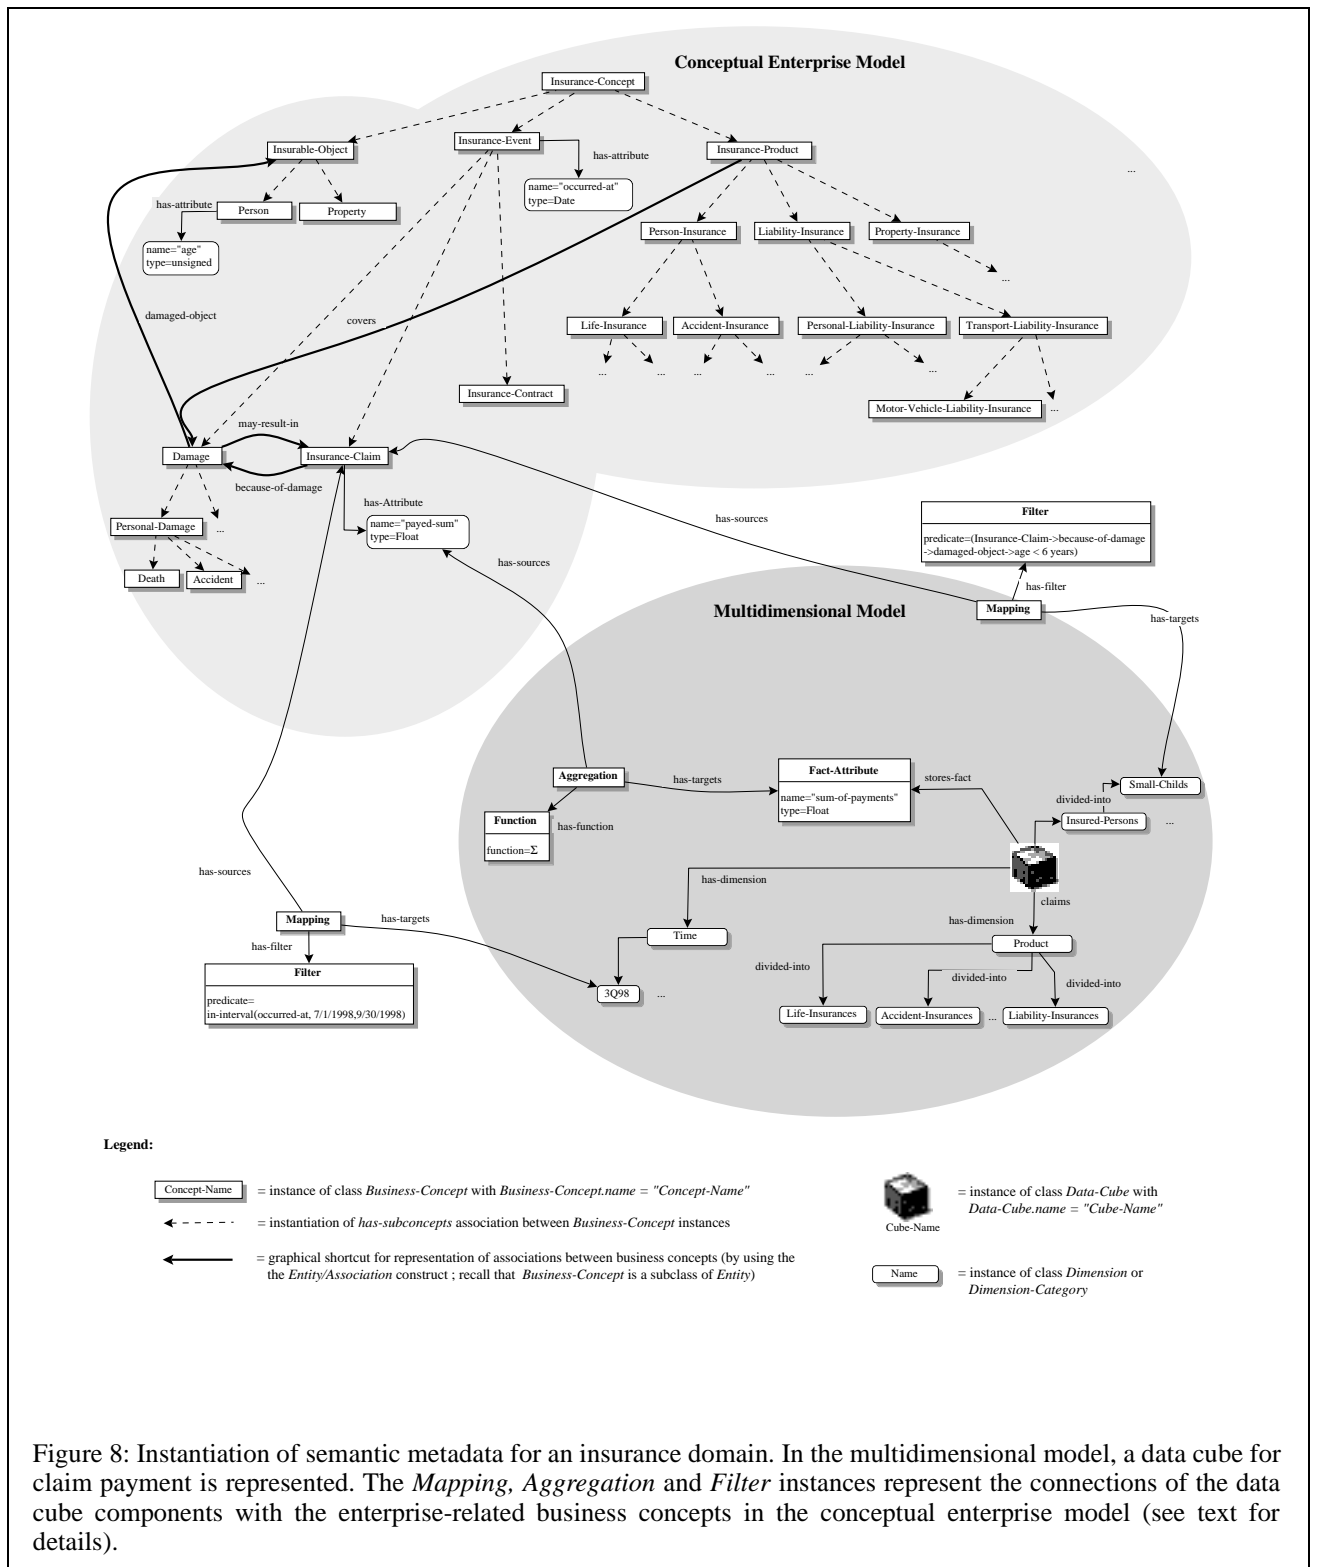 Conceptual Enterprise Model
Insurance-Concept
Insurable-Object
Insurance-Event
Insurance-Product
has-attribute
...
name="occurred-at"
type=Date
has-attribute
Person
Property
name="age"
type=unsigned
Person-Insurance
Liability-Insurance
Property-Insurance
...
damaged-object
covers
Life-Insurance
Accident-Insurance
Personal-Liability-Insurance
Transport-Liability-Insurance
...
...
...
...
...
...
Insurance-Contract
Motor-Vehicle-Liability-Insurance
...
may-result-in
Damage
Insurance-Claim
because-of-damage
has-Attribute
Personal-Damage
...
name="payed-sum"
type=Float
Death
Accident
...
has-sources
has-sources
Filter
predicate=(Insurance-Claim->because-of-damage
->damaged-object->age < 6 years)
has-filter
Mapping
has-targets
Multidimensional Model
Aggregation
has-targets
Fact-Attribute
name="sum-of-payments"
type=Float
stores-fact
Small-Childs
divided-into
Insured-Persons
...
Function
function=Σ
has-function
has-dimension
claims
has-sources
Mapping
has-targets
has-filter
Filter
predicate=
in-interval(occurred-at, 7/1/1998,9/30/1998)
Time
3Q98
...
has-dimension
Product
divided-into
divided-into
divided-into
Life-Insurances
Accident-Insurances
...
Liability-Insurances
Legend:
Concept-Name
= instance of class Business-Concept with Business-Concept.name = "Concept-Name"
= instantiation of has-subconcepts association between Business-Concept instances
= graphical shortcut for representation of associations between business concepts (by using the
the Entity/Association construct ; recall that Business-Concept is a subclass of Entity)
Cube-Name
= instance of class Data-Cube with
Data-Cube.name = "Cube-Name"
Name
= instance of class Dimension or
Dimension-Category
Figure 8: Instantiation of semantic metadata for an insurance domain. In the multidimensional model, a data cube for
claim payment is represented. The Mapping, Aggregation and Filter instances represent the connections of the data
cube components with the enterprise-related business concepts in the conceptual enterprise model (see text for
details).